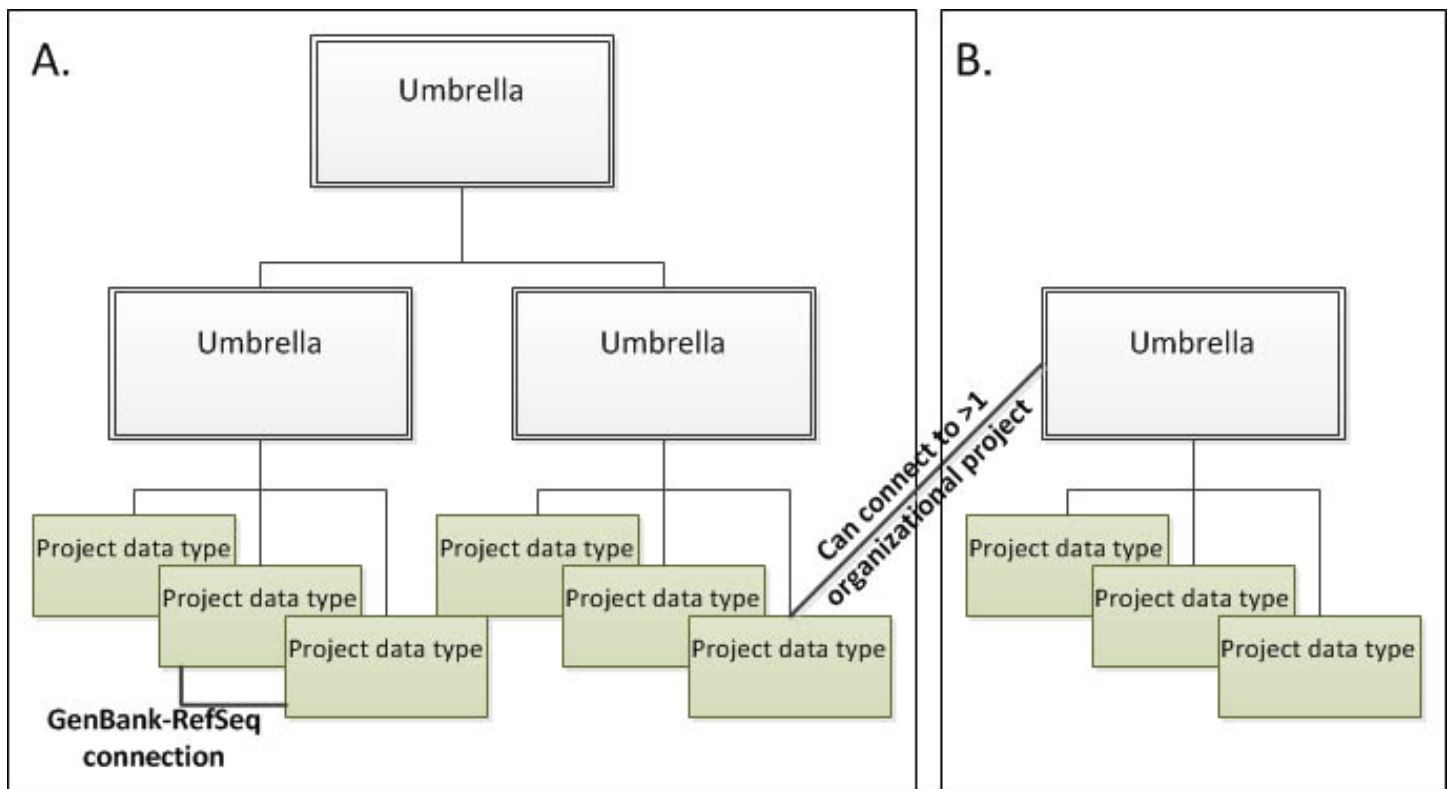 A.
Umbrella
Umbrella
Umbrella
Project data type
Project data type
Project data type
GenBank-RefSeq
connection
Project data type
Project data type
Project data type
Can connect to >1
organizational project
B.
Umbrella
Project data type
Project data type
Project data type